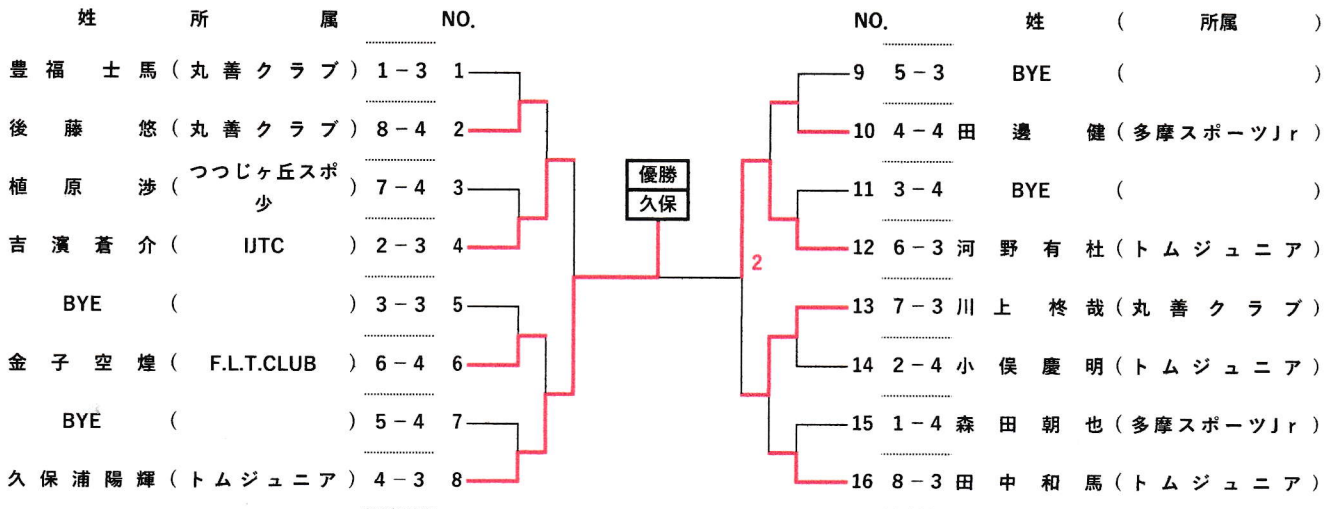 姓 所属 NO.
NO. 姓 ( 所属 )
豊福 士馬 ( 丸善クラブ ) 1-3 1
9 5-3 BYE ( )
後藤 悠 ( 丸善クラブ ) 8-4 2
10 4-4 田邊 健 ( 多摩スポーツJr )
植原 渉 ( つつじヶ丘スポ少 ) 7-4 3
優勝
久保
11 3-4 BYE ( )
吉濱蒼介 ( IJTC ) 2-3 4
12 6-3 河野有杜 ( トムジュニア )
2
BYE ( ) 3-3 5
13 7-3 川上 柊哉 ( 丸善クラブ )
金子空煌 ( F.L.T.CLUB ) 6-4 6
14 2-4 小俣慶明 ( トムジュニア )
BYE ( ) 5-4 7
15 1-4 森田朝也 ( 多摩スポーツJr )
久保浦陽輝 ( トムジュニア ) 4-3 8
16 8-3 田中和馬 ( トムジュニア )